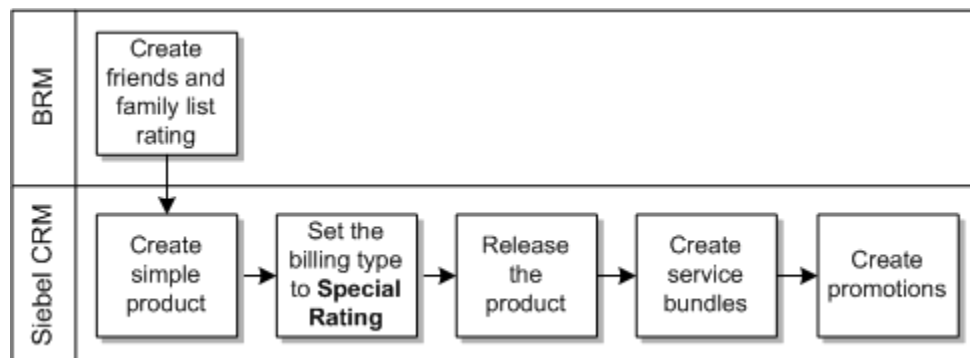 BRM
Create
friends and
family list
rating
Siebel CRM
Create
simple
product
Set the
billing type
to Special
Rating
Release
the
product
Create
service
bundles
Create
promotions